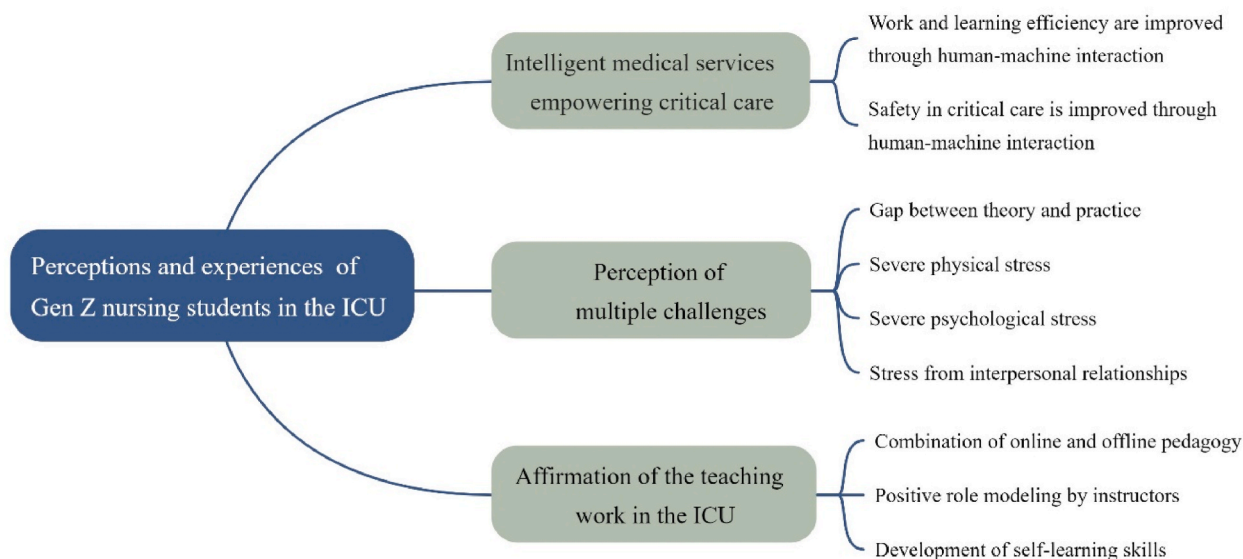 Perceptions and experiences of
Gen Z nursing students in the ICU
Intelligent medical services
empowering critical care
Work and learning efficiency are improved
through human-machine interaction
Safety in critical care is improved through
human-machine interaction
Perception of
multiple challenges
Gap between theory and practice
Severe physical stress
Severe psychological stress
Stress from interpersonal relationships
Affirmation of the teaching
work in the ICU
Combination of online and offline pedagogy
Positive role modeling by instructors
Development of self-learning skills